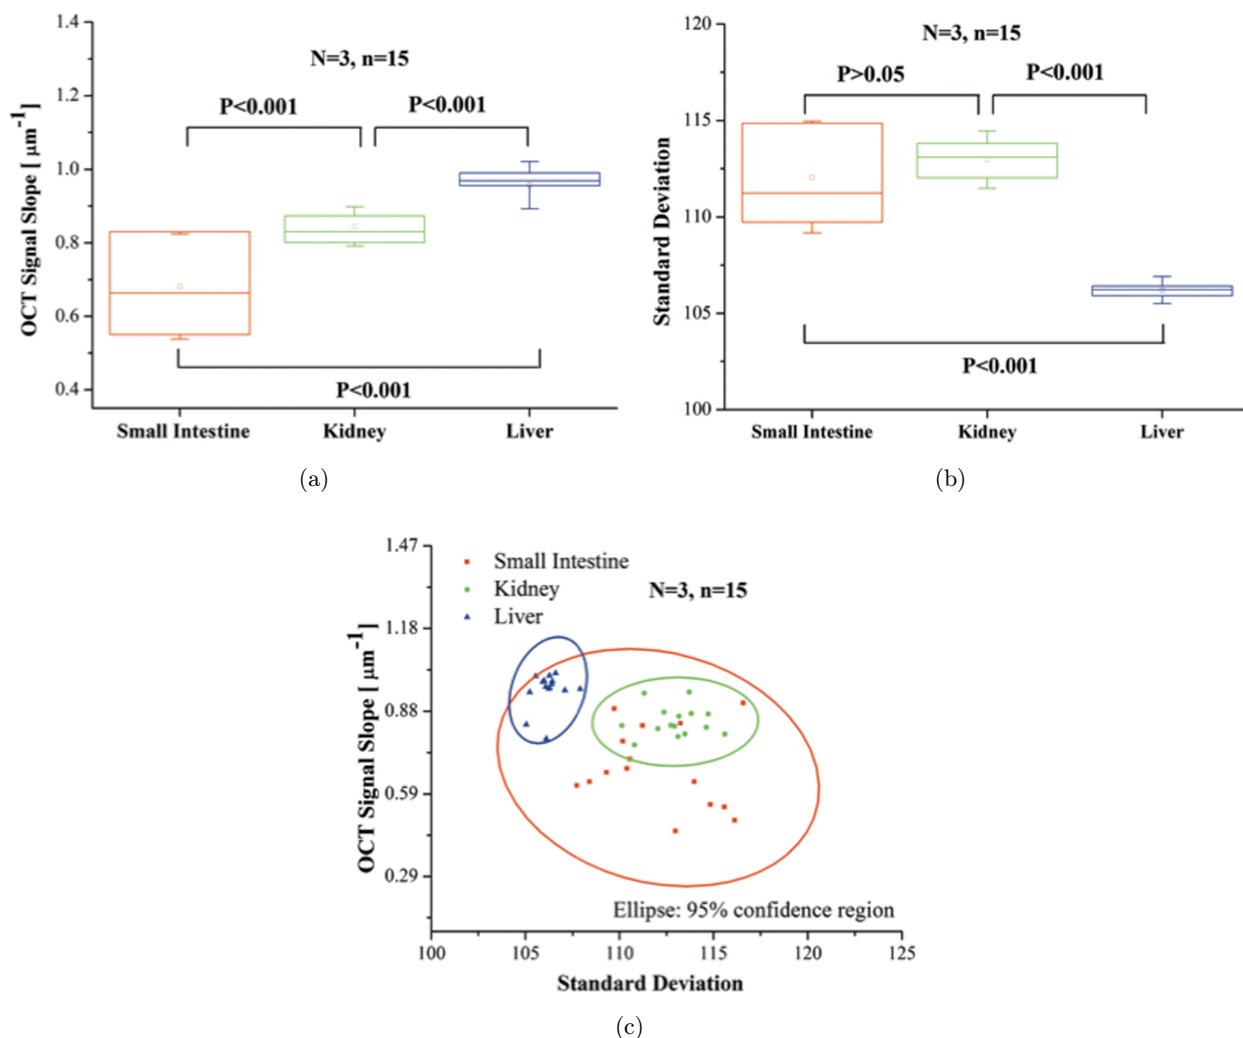 1.4
1.2
1.0
0.8
0.6
0.4
OCT Signal Slope [ μm⁻¹]
N=3, n=15
P<0.001
P<0.001
P<0.001
Small Intestine
Kidney
Liver
(a)
120
115
110
105
100
Standard Deviation
N=3, n=15
P>0.05
P<0.001
P<0.001
Small Intestine
Kidney
Liver
(b)
1.47
1.18
0.88
0.59
0.29
OCT Signal Slope [ μm⁻¹]
Small Intestine
Kidney
Liver
N=3, n=15
Ellipse: 95% confidence region
100
105
110
115
120
125
Standard Deviation
(c)